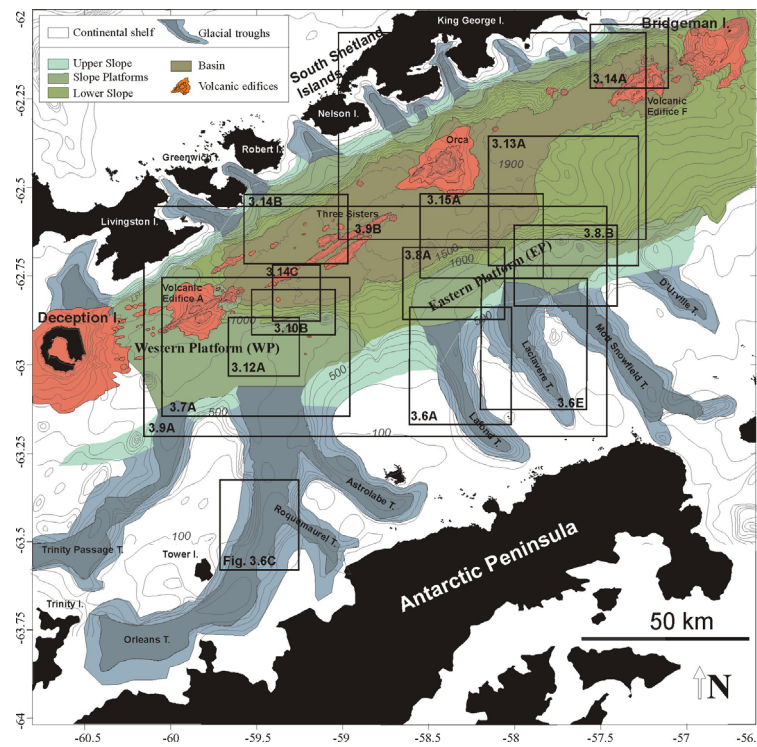 Continental shelf
Glacial troughs
Upper Slope
Slope Platforms
Lower Slope
Basin
Volcanic edifices
King George I.
Bridgeman I.
South Shetland
Islands
3.14A
Nelson I.
Volcanic
Edifice F
Robert I.
Orca
3.13A
Greenwich I.
1900
Livingston I.
3.14B
3.15A
Three Sisters
3.9B
3.8.B
3.8A
1500
1000
Eastern Platform (EP)
3.14C
Volcanic
Edifice A
D'Urville T.
Deception I.
1000
3.10B
500
Western Platform (WP)
Mott Snowfield T.
Laclavere T.
3.12A
500
3.7A
500
3.6A
3.6E
3.9A
100
Lafond T.
Astrolabe T.
Roquemaurel T.
100
Trinity Passage T.
Tower I.
Fig. 3.6C
Antarctic Peninsula
Trinity I.
50 km
Orleans T.
N
-62
-62.25
-62.5
-62.75
-63
-63.25
-63.5
-63.75
-64
-60.5
-60
-59.5
-59
-58.5
-58
-57.5
-57
-56.5